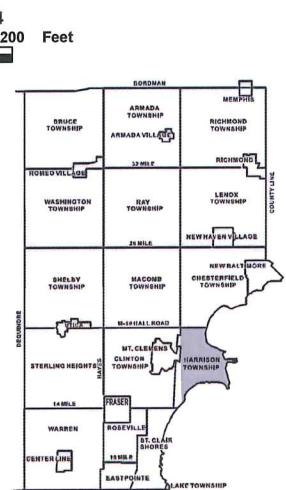 200 Feet
BORDMAN
MEMPHIS
BRUCE
TOWNSHIP
ARMADA
TOWNSHIP
ARMADA VILLAGE
RICHMOND
TOWNSHIP
ROMEO VILLAGE
32 MILE
RICHMOND
WASHINGTON
TOWNSHIP
RAY
TOWNSHIP
LENOX
TOWNSHIP
COUNTY LINE
NEW HAVEN VILLAGE
26 MILE
NEW BALTIMORE
SHELBY
TOWNSHIP
MACOMB
TOWNSHIP
CHESTERFIELD
TOWNSHIP
DEQUINDRE
UTICA
M-59 HALL ROAD
MT. CLEMENS
STERLING HEIGHTS
HAYES
CLINTON
TOWNSHIP
HARRISON
TOWNSHIP
14 MILE
FRASER
WARREN
ROSEVILLE
ST. CLAIR
SHORES
CENTER LINE
10 MILE
EASTPOINTE
LAKE TOWNSHIP